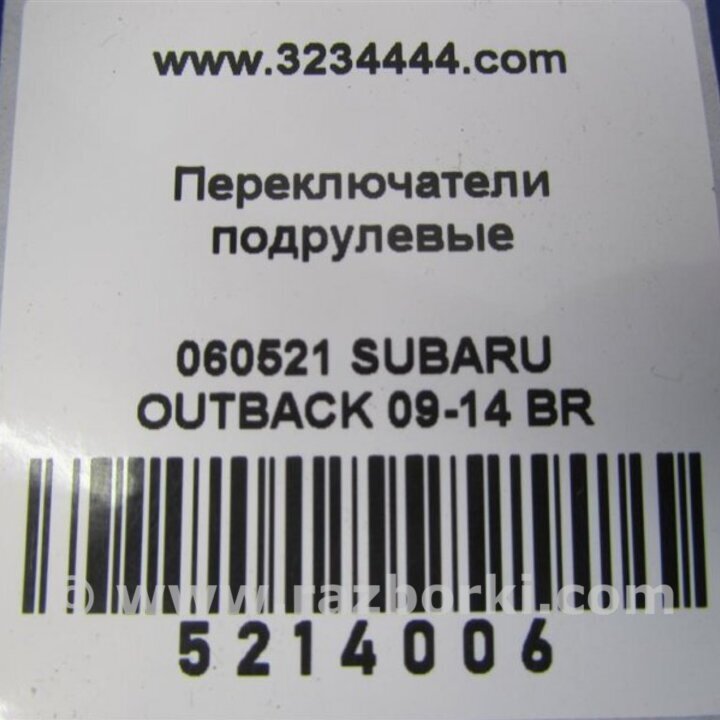 www.3234444.com
Переключатели
подрулевые
060521 SUBARU
OUTBACK 09-14 BR
© www.razborki.com
5214006